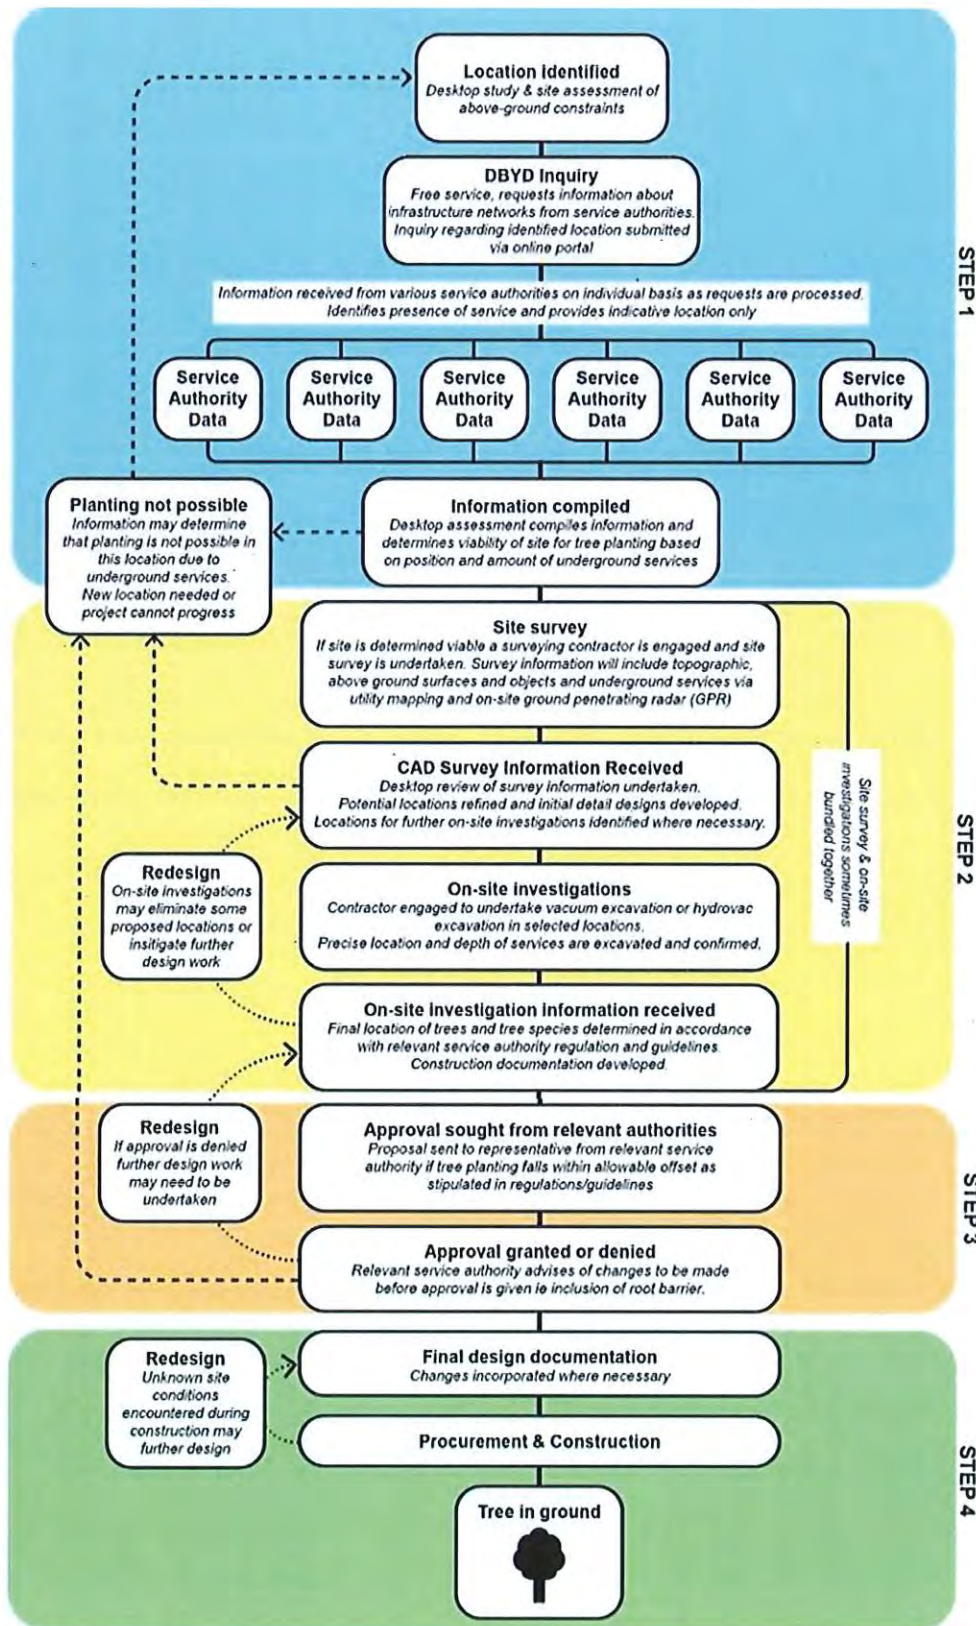 Location identified
Desktop study & site assessment of
above-ground constraints
DBYD Inquiry
Free service, requests information about
infrastructure networks from service authorities.
Inquiry regarding identified location submitted
via online portal
STEP 1
Information received from various service authorities on individual basis as requests are processed.
Identifies presence of service and provides indicative location only
Service
Authority
Data
Service
Authority
Data
Service
Authority
Data
Service
Authority
Data
Service
Authority
Data
Service
Authority
Data
Planting not possible
Information may determine
that planting is not possible in
this location due to
underground services.
New location needed or
project cannot progress
Information compiled
Desktop assessment compiles information and
determines viability of site for tree planting based
on position and amount of underground services
Site survey
If site is determined viable a surveying contractor is engaged and site
survey is undertaken. Survey information will include topographic,
above ground surfaces and objects and underground services via
utility mapping and on-site ground penetrating radar (GPR)
CAD Survey Information Received
Desktop review of survey information undertaken.
Potential locations refined and initial detail designs developed.
Locations for further on-site investigations identified where necessary.
Site survey & on-site
investigations sometimes
bundled together
STEP 2
Redesign
On-site investigations
may eliminate some
proposed locations or
insitigate further
design work
On-site investigations
Contractor engaged to undertake vacuum excavation or hydrovac
excavation in selected locations.
Precise location and depth of services are excavated and confirmed.
On-site investigation information received
Final location of trees and tree species determined in accordance
with relevant service authority regulation and guidelines.
Construction documentation developed.
Redesign
If approval is denied
further design work
may need to be
undertaken
Approval sought from relevant authorities
Proposal sent to representative from relevant service
authority if tree planting falls within allowable offset as
stipulated in regulations/guidelines
STEP 3
Approval granted or denied
Relevant service authority advises of changes to be made
before approval is given ie inclusion of root barrier.
Redesign
Unknown site
conditions
encountered during
construction may
further design
Final design documentation
Changes incorporated where necessary
Procurement & Construction
STEP 4
Tree in ground